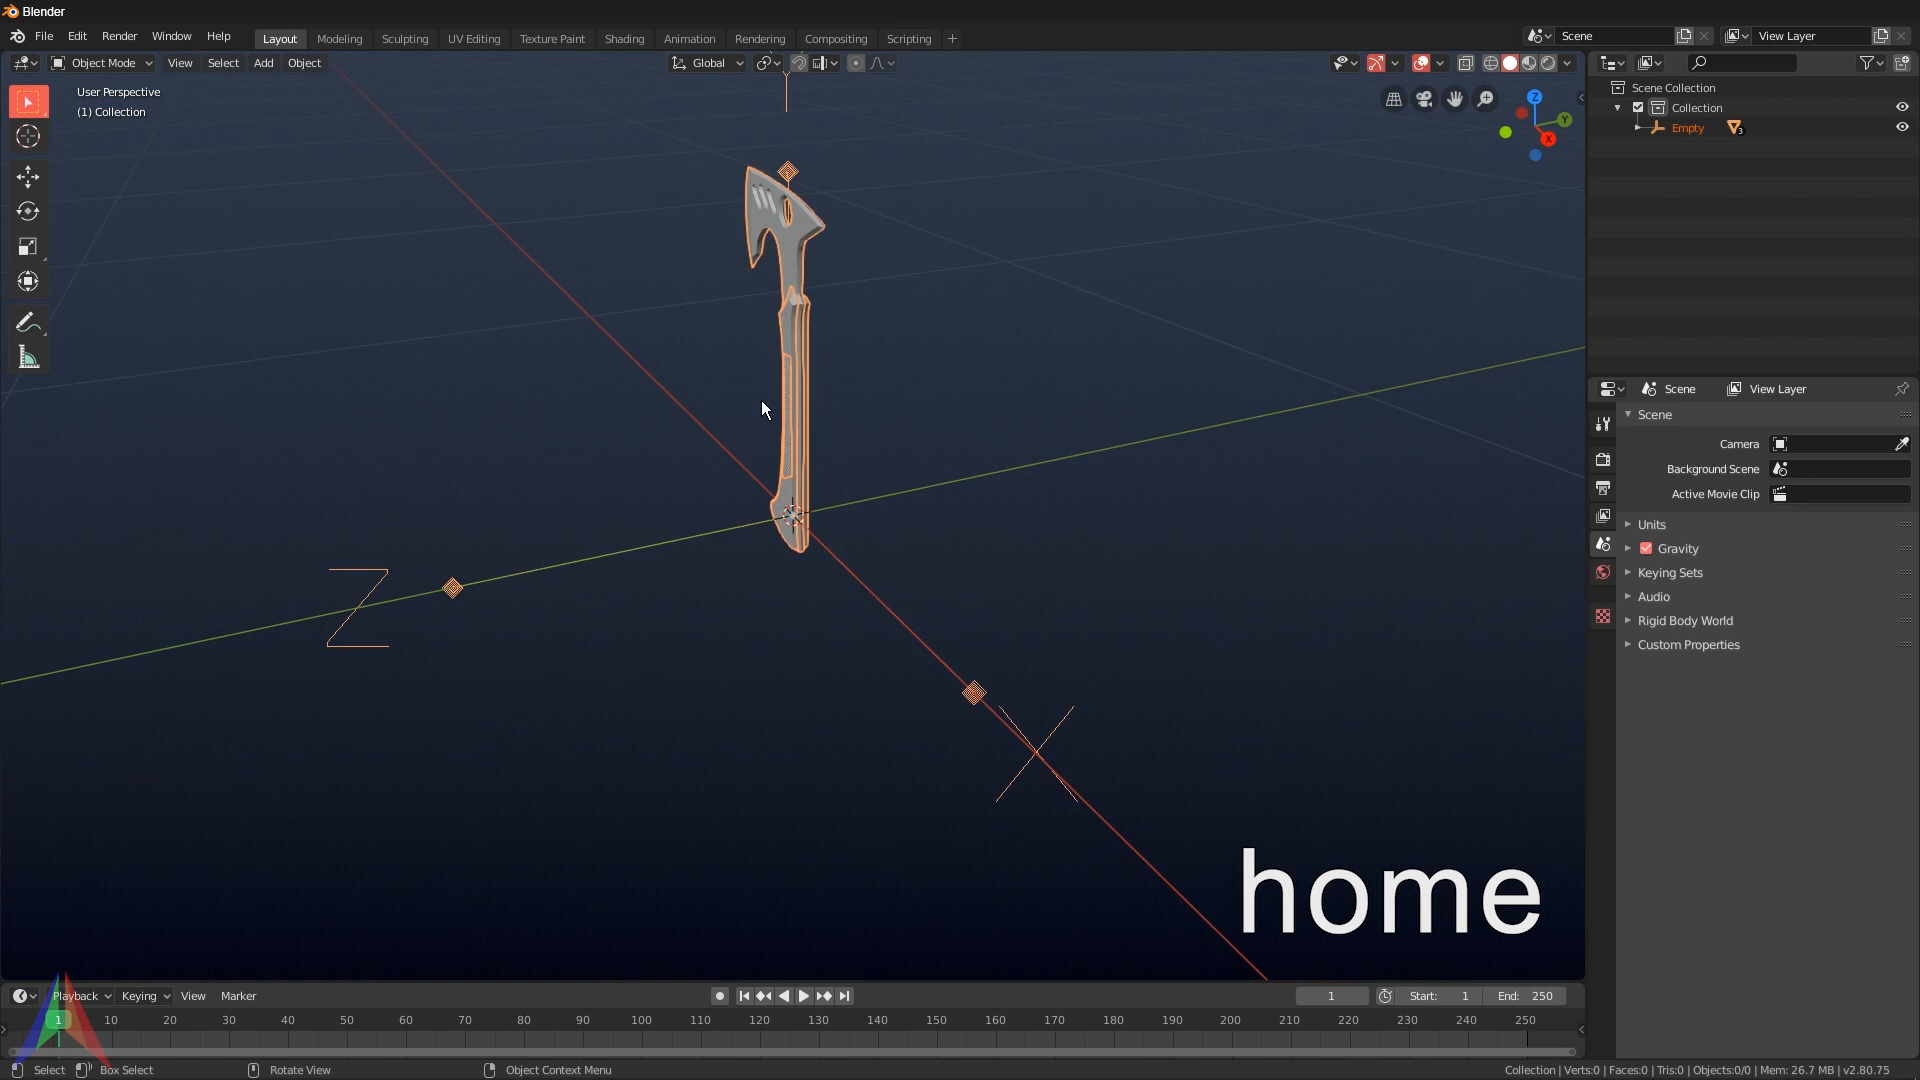 Blender
File Edit Render Window Help
Layout Modeling Sculpting UV Editing Texture Paint Shading Animation Rendering Compositing Scripting +
Scene
View Layer
Object Mode View Select Add Object
Global
User Perspective
(1) Collection
Z
Y
X
Scene Collection
Collection
Empty
3
Scene View Layer
Scene
Camera
Background Scene
Active Movie Clip
Units
Gravity
Keying Sets
Audio
Rigid Body World
Custom Properties
Z
X
home
Playback Keying View Marker
1
Start: 1
End: 250
1 10 20 30 40 50 60 70 80 90 100 110 120 130 140 150 160 170 180 190 200 210 220 230 240 250
Select Box Select Rotate View Object Context Menu
Collection | Verts:0 | Faces:0 | Tris:0 | Objects:0/0 | Mem: 26.7 MB | v2.80.75